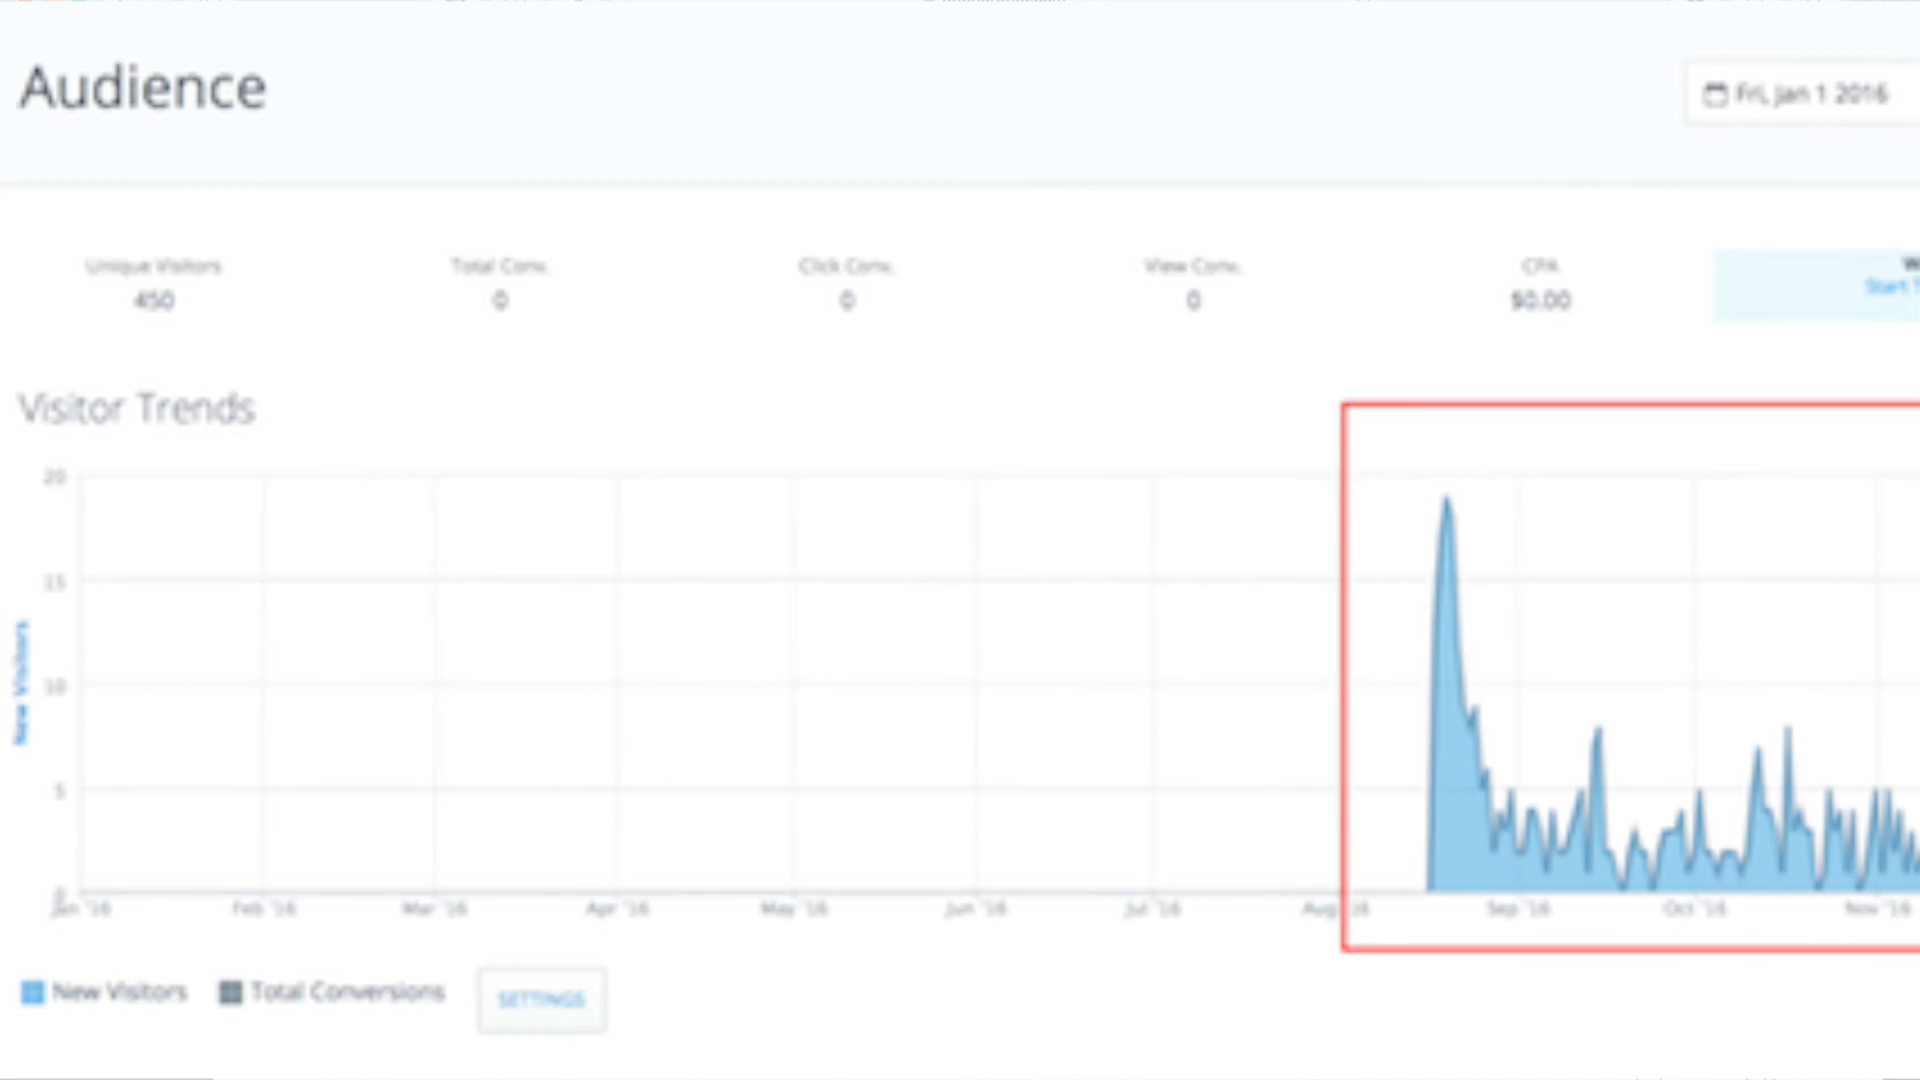 Audience
Fri, Jan 1 2016
Unique Visitors
450
Total Conv.
0
Click Conv.
0
View Conv.
0
CPA
$0.00
Start
Visitor Trends
20
15
10
5
0
New Visitors
Jan '16 Feb '16 Mar '16 Apr '16 May '16 Jun '16 Jul '16 Aug '16 Sep '16 Oct '16 Nov '16
New Visitors Total Conversions SETTINGS